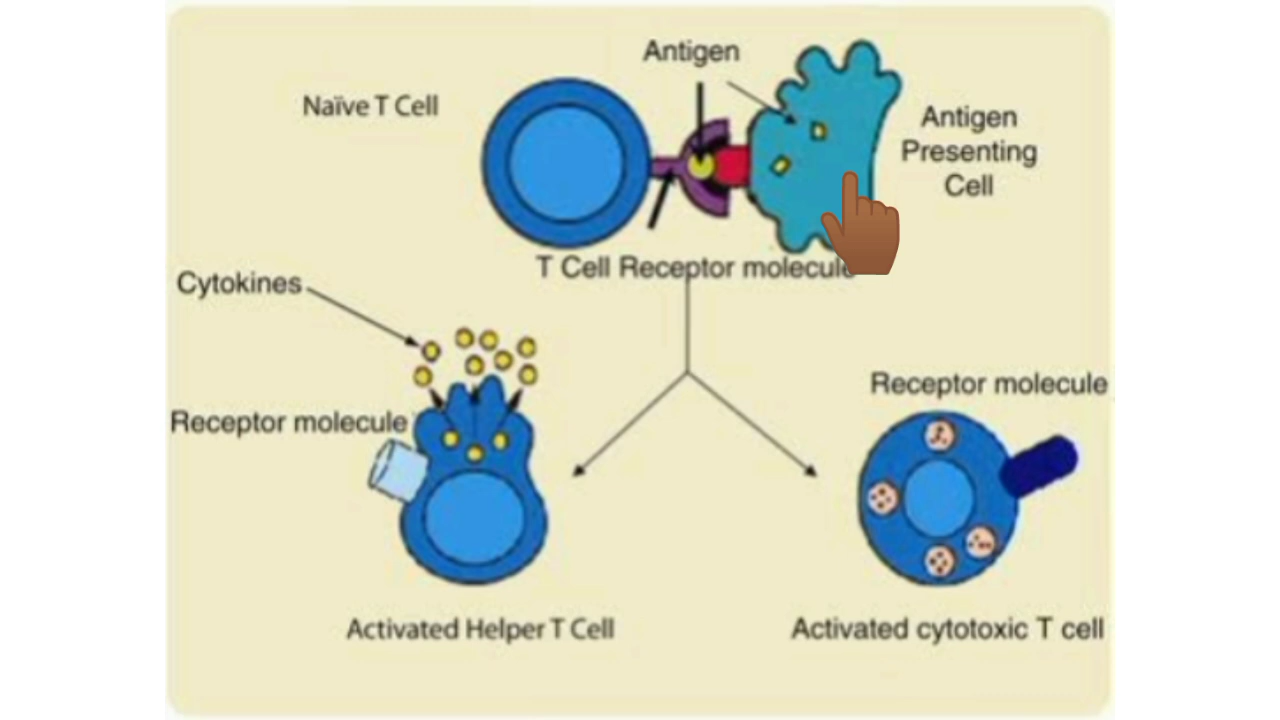 Antigen
Naïve T Cell
Antigen
Presenting
Cell
T Cell Receptor molecule
Cytokines
Receptor molecule
Receptor molecule
Activated Helper T Cell
Activated cytotoxic T cell